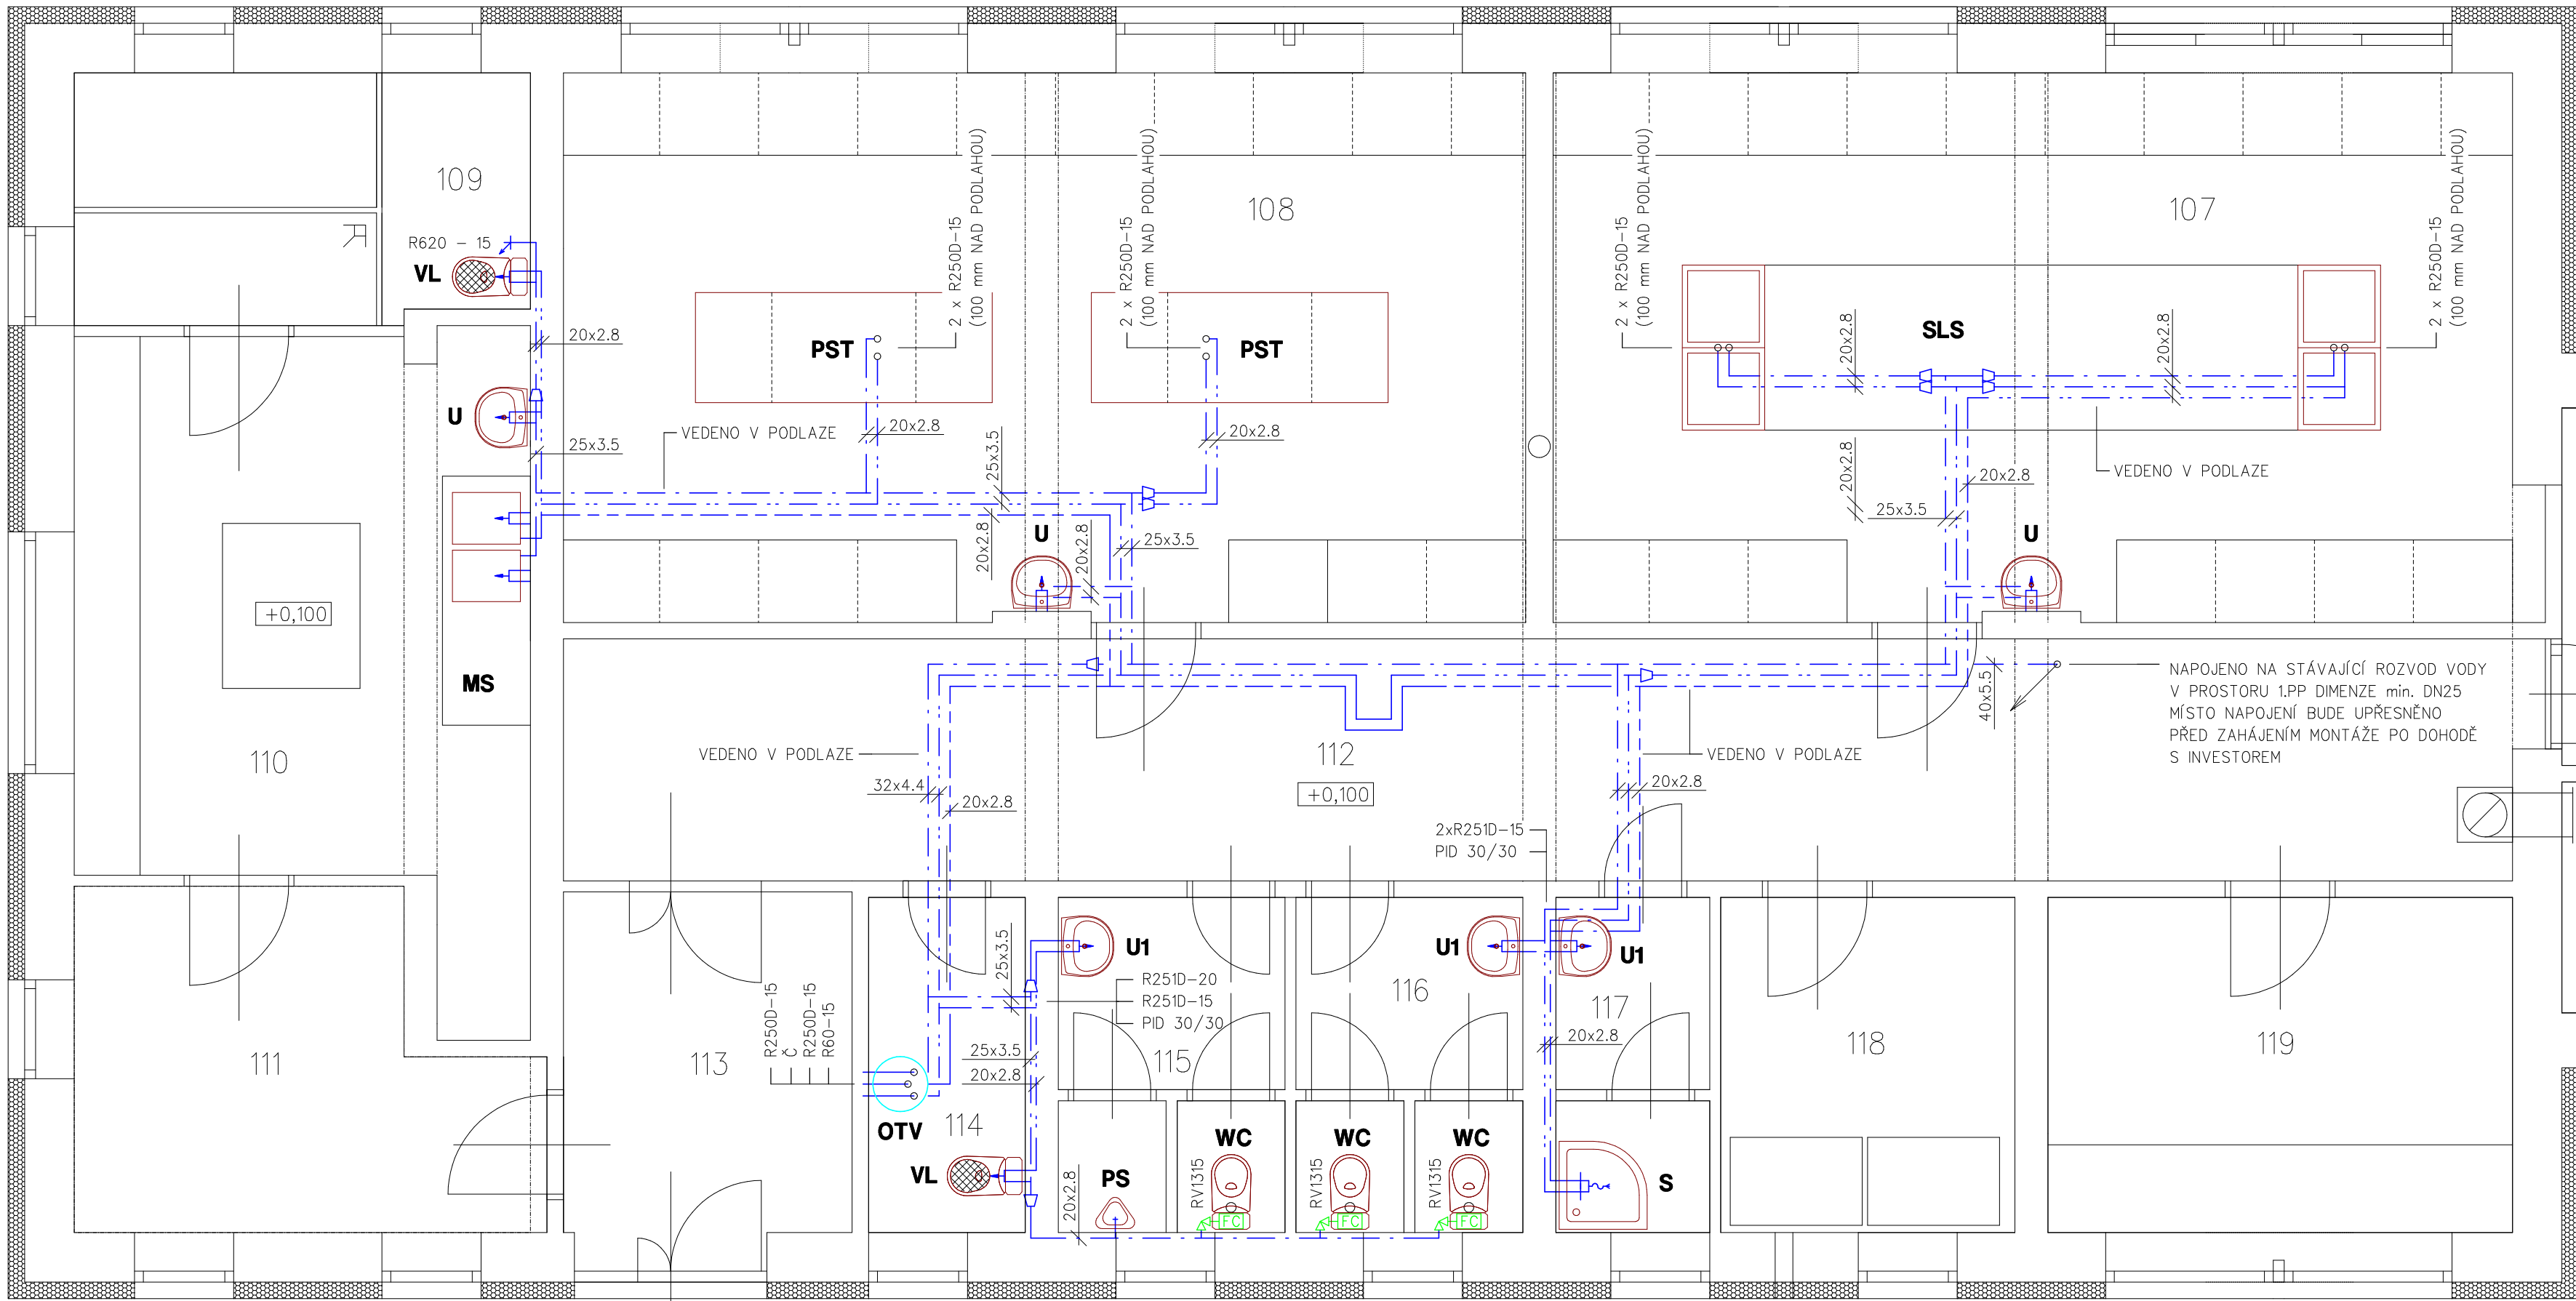 109
R620 - 15
VL
20x2.8
U
25x3.5
VEDENO V PODLAZE
MS
+0,100
110
111
PST
20x2.8
2 x R250D-15
(100 mm NAD PODLAHOU)
25x3.5
20x2.8
U
20x2.8
25x3.5
108
2 x R250D-15
(100 mm NAD PODLAHOU)
PST
20x2.8
107
2 x R250D-15
(100 mm NAD PODLAHOU)
20x2.8
SLS
20x2.8
2 x R250D-15
(100 mm NAD PODLAHOU)
20x2.8
25x3.5
20x2.8
VEDENO V PODLAZE
U
40x5.5
NAPOJENO NA STÁVAJÍCÍ ROZVOD VODY
V PROSTORU 1.PP DIMENZE min. DN25
MÍSTO NAPOJENÍ BUDE UPŘESNĚNO
PŘED ZAHÁJENÍM MONTÁŽE PO DOHODĚ
S INVESTOREM
VEDENO V PODLAZE
32x4.4
20x2.8
112
+0,100
VEDENO V PODLAZE
20x2.8
2xR251D-15
PID 30/30
113
R250D-15
Č
R250D-15
R60-15
OTV
114
VL
25x3.5
25x3.5
20x2.8
U1
R251D-20
R251D-15
PID 30/30
115
U1
116
U1
117
20x2.8
118
119
20x2.8
PS
RV1315
WC
FC
RV1315
WC
FC
RV1315
WC
FC
S